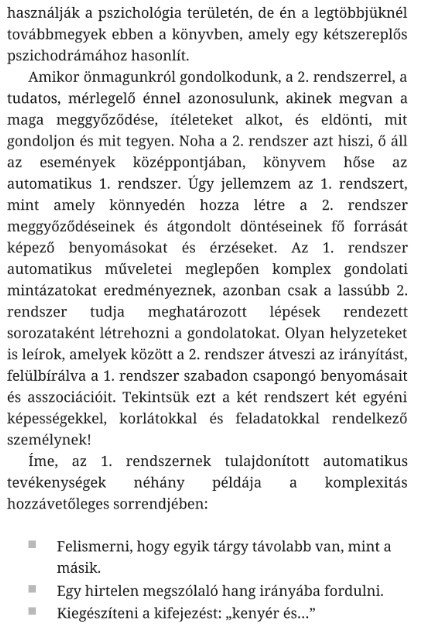 használják a pszichológia területén, de én a legtöbbjüknél
továbbmegyek ebben a könyvben, amely egy kétszereplős
pszichodrámához hasonlít.
Amikor önmagunkról gondolkodunk, a 2. rendszerrel, a
tudatos, mérlegelő énnel azonosulunk, akinek megvan a
maga meggyőződése, ítéleteket alkot, és eldönti, mit
gondoljon és mit tegyen. Noha a 2. rendszer azt hiszi, ő áll
az események középpontjában, könyvem hőse az
automatikus 1. rendszer. Úgy jellemzem az 1. rendszert,
mint amely könnyedén hozza létre a 2. rendszer
meggyőződéseinek és átgondolt döntéseinek fő forrását
képező benyomásokat és érzéseket. Az 1. rendszer
automatikus műveletei meglepően komplex gondolati
mintázatokat eredményeznek, azonban csak a lassúbb 2.
rendszer tudja meghatározott lépések rendezett
sorozataként létrehozni a gondolatokat. Olyan helyzeteket
is leírok, amelyek között a 2. rendszer átveszi az irányítást,
felülbírálva a 1. rendszer szabadon csapongó benyomásait
és asszociációit. Tekintsük ezt a két rendszert két egyéni
képességekkel, korlátokkal és feladatokkal rendelkező
személynek!
Íme, az 1. rendszernek tulajdonított automatikus
tevékenységek néhány példája a komplexitás
hozzávetőleges sorrendjében:
■ Felismerni, hogy egyik tárgy távolabb van, mint a
másik.
■ Egy hirtelen megszólaló hang irányába fordulni.
■ Kiegészíteni a kifejezést: „kenyér és...”